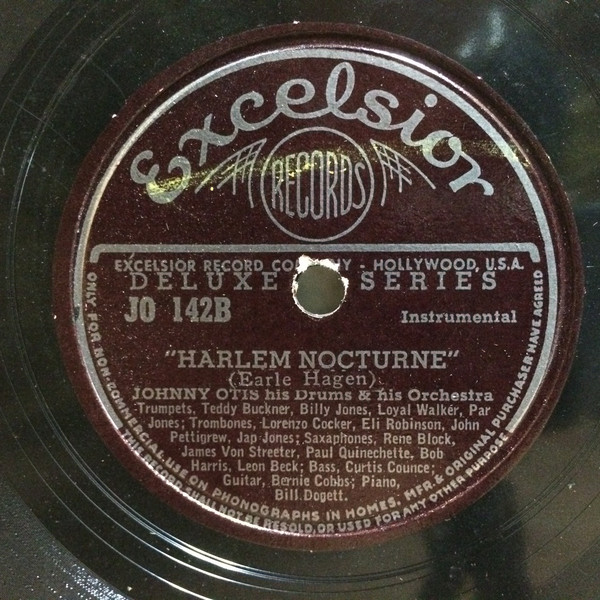 Excelsior
RECORDS
EXCELSIOR RECORD - HOLLYWOOD, U.S.A.
DELUXE SERIES
JO 142B
Instrumental
"HARLEM NOCTURNE"
(Earle Hagen)
JOHNNY OTIS his Drums & his Orchestra
Trumpets, Teddy Buckner, Billy Jones, Loyal Walker, Par
Jones; Trombones, Lorenzo Cocker, Eli Robinson, John
Pettigrew, Jap Jones; Saxaphones, Rene Block,
James Von Streeter, Paul Quinechette, Bob
Harris, Leon Beck; Bass, Curtis Counce;
Guitar, Bernie Cobbs; Piano,
Bill Dogett.
ONLY FOR NON-COMMERCIAL USE ON PHONOGRAPHS IN HOMES. MFR. & ORIGINAL PURCHASER HAVE AGREED
THIS RECORD SHALL NOT BE RESOLD, OR USED FOR ANY OTHER PURPOSE